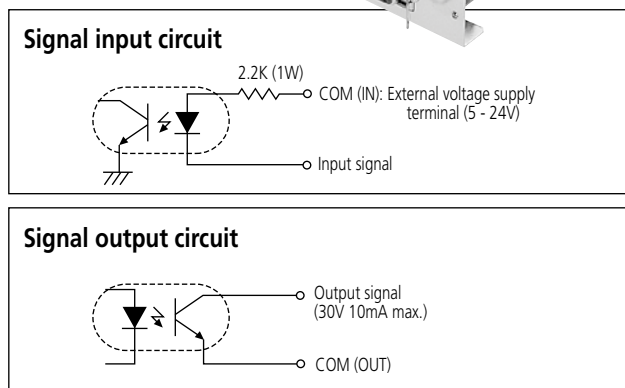 Signal input circuit
2.2K (1W)
COM (IN): External voltage supply
terminal (5 - 24V)
Input signal
Signal output circuit
Output signal
(30V 10mA max.)
COM (OUT)